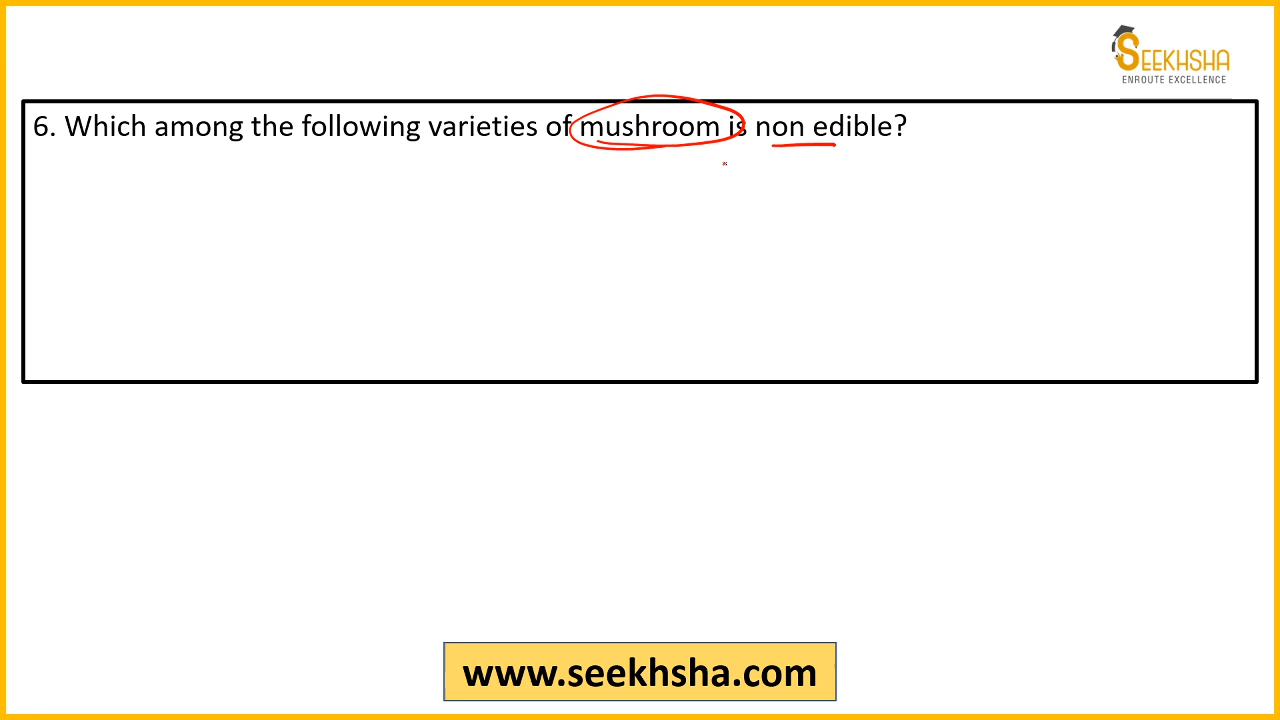 SEEKHSHA
ENROUTE EXCELLENCE
6. Which among the following varieties of mushroom is non edible?
www.seekhsha.com